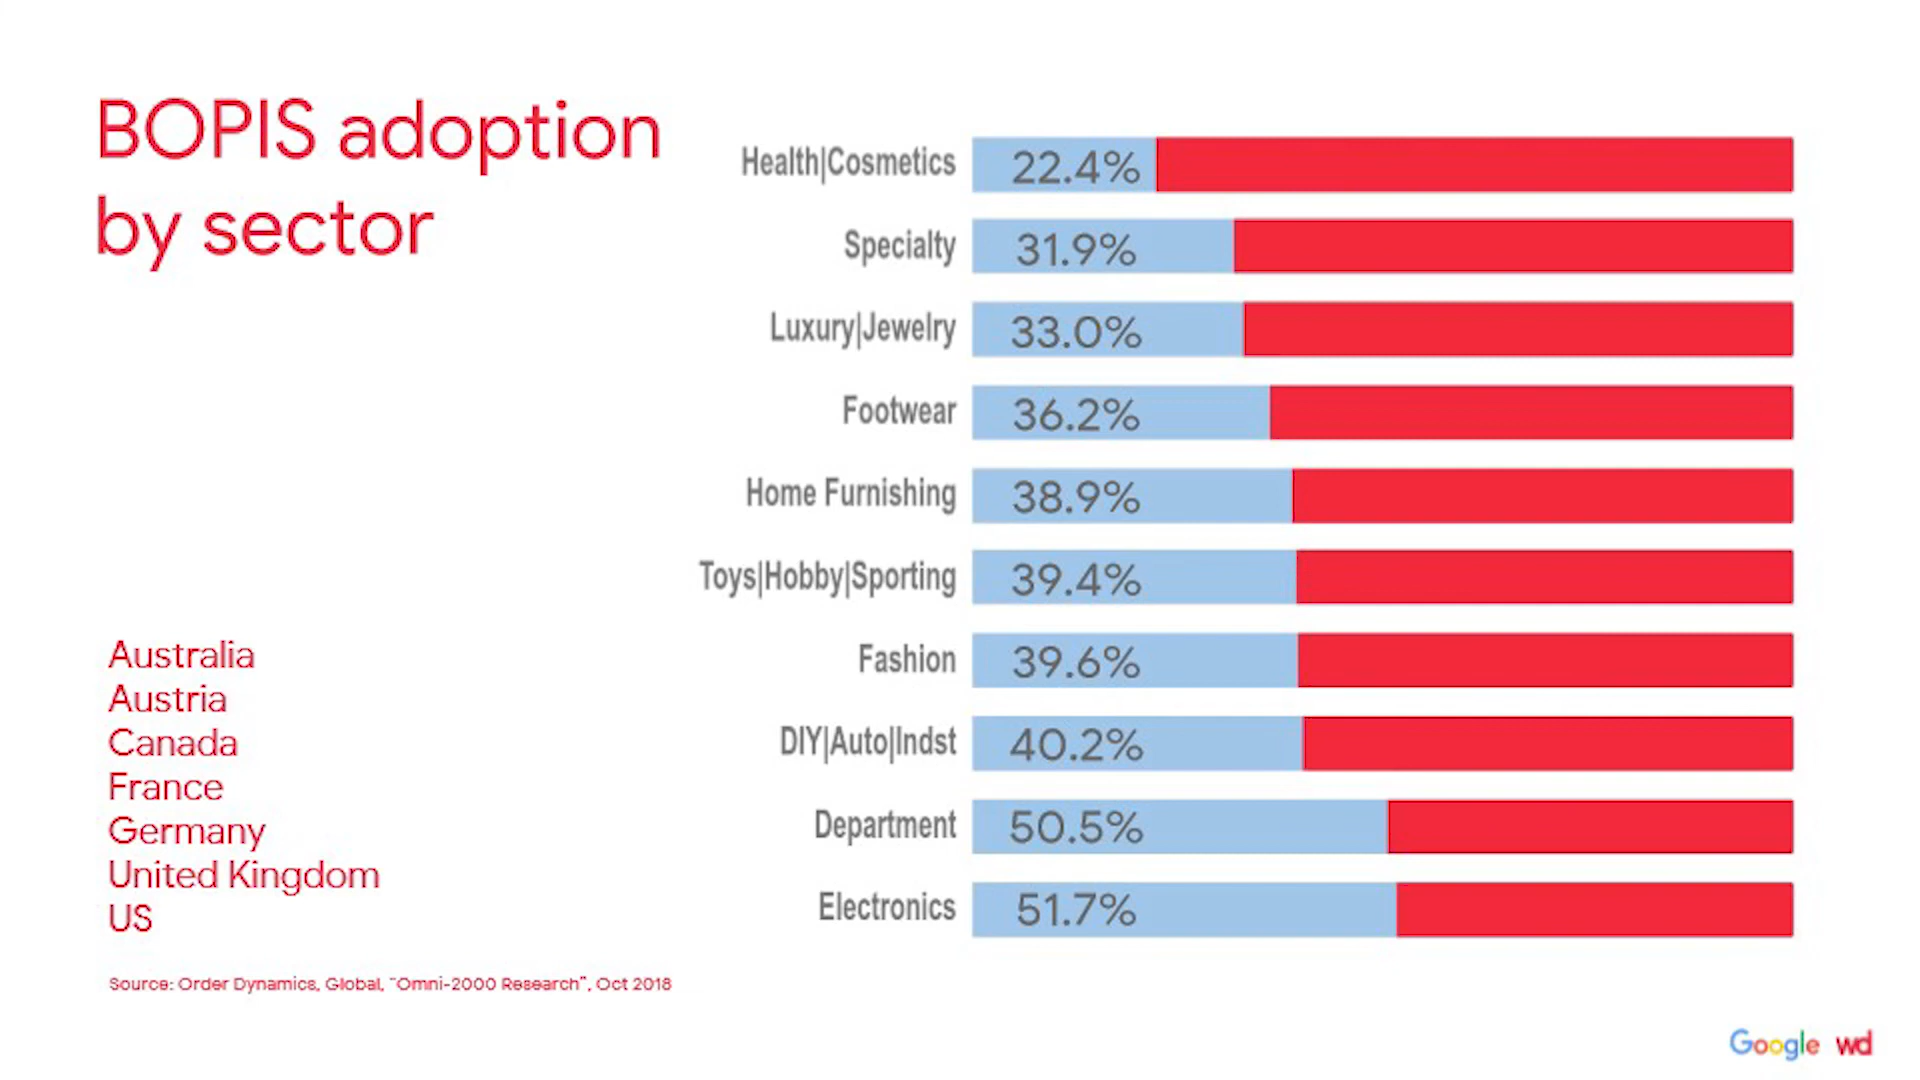 BOPIS adoption
by sector
Health|Cosmetics 22.4%
Specialty 31.9%
Luxury|Jewelry 33.0%
Footwear 36.2%
Home Furnishing 38.9%
Toys|Hobby|Sporting 39.4%
Fashion 39.6%
DIY|Auto|Indst 40.2%
Department 50.5%
Electronics 51.7%
Australia
Austria
Canada
France
Germany
United Kingdom
US
Source: Order Dynamics, Global, "Omni-2000 Research", Oct 2018
Google wd